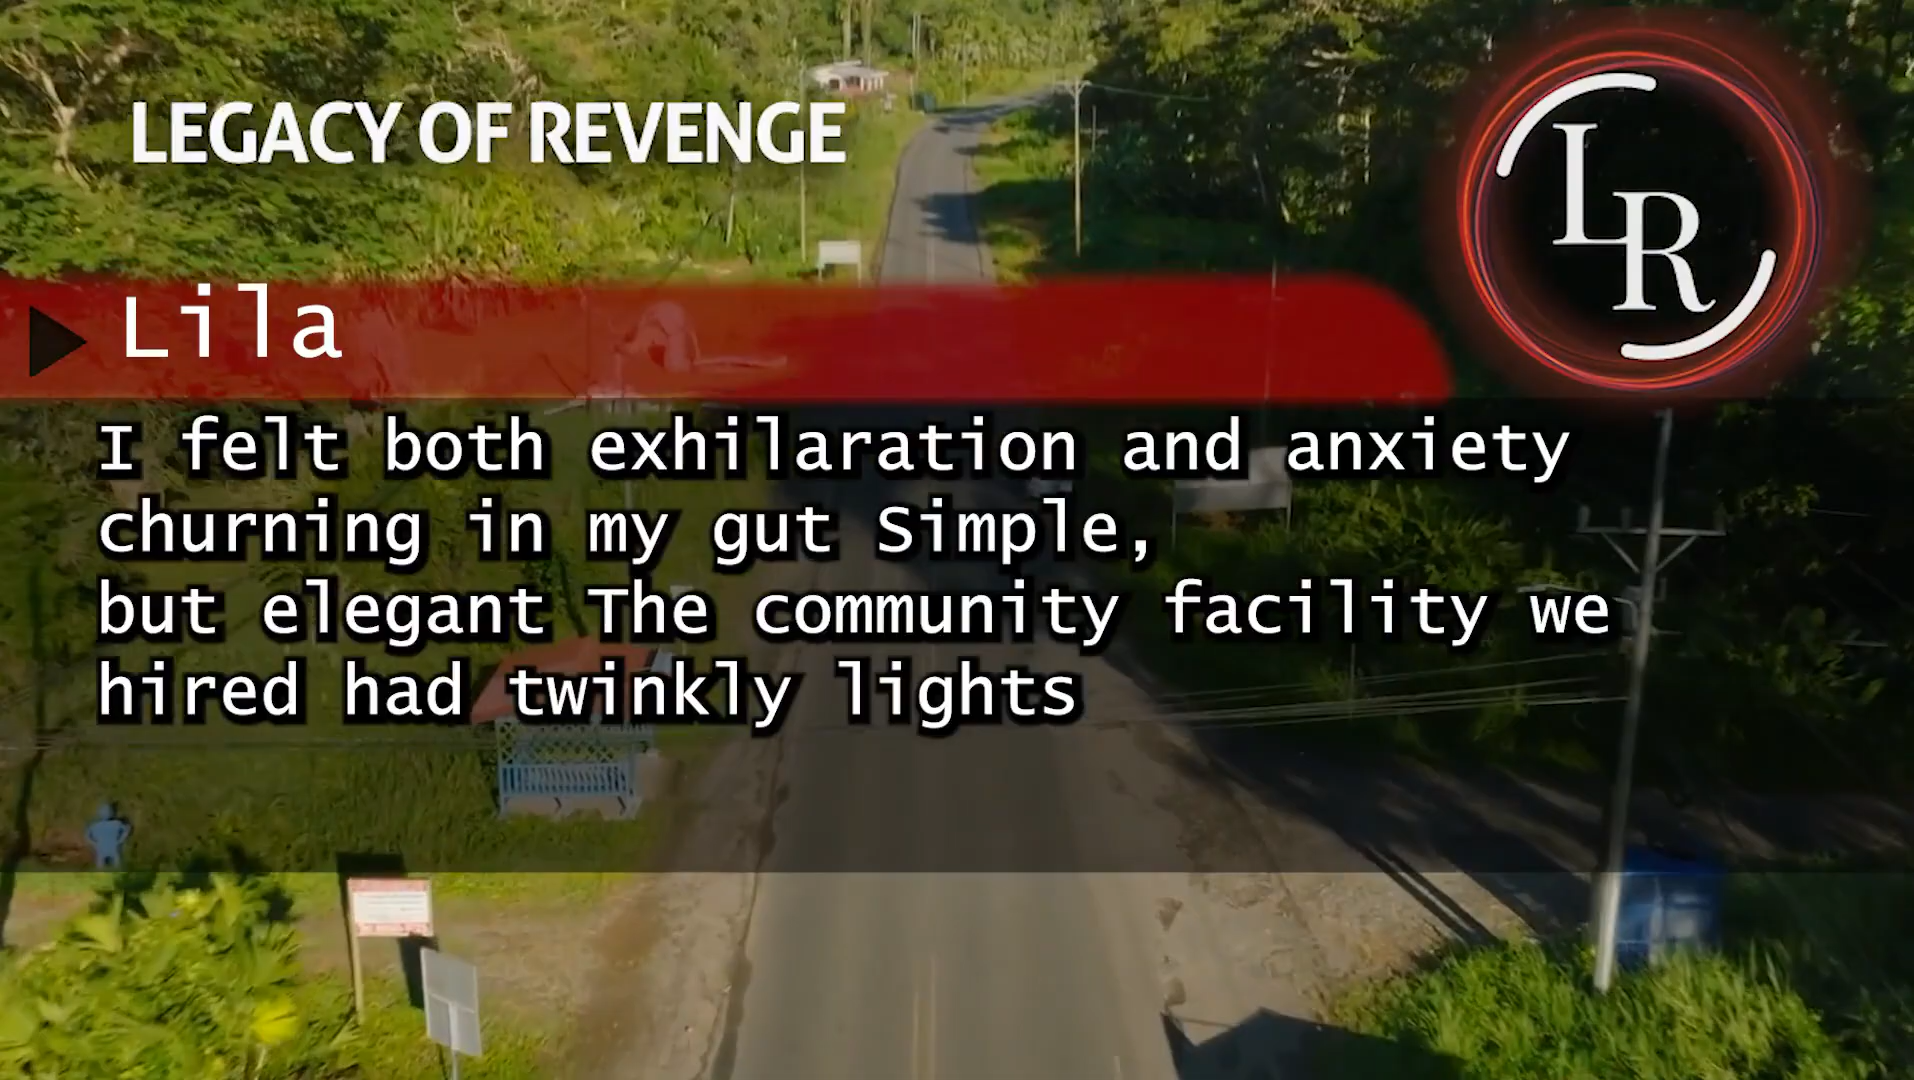 LEGACY OF REVENGE
LR
Lila
I felt both exhilaration and anxiety
churning in my gut Simple,
but elegant The community facility we
hired had twinkly lights